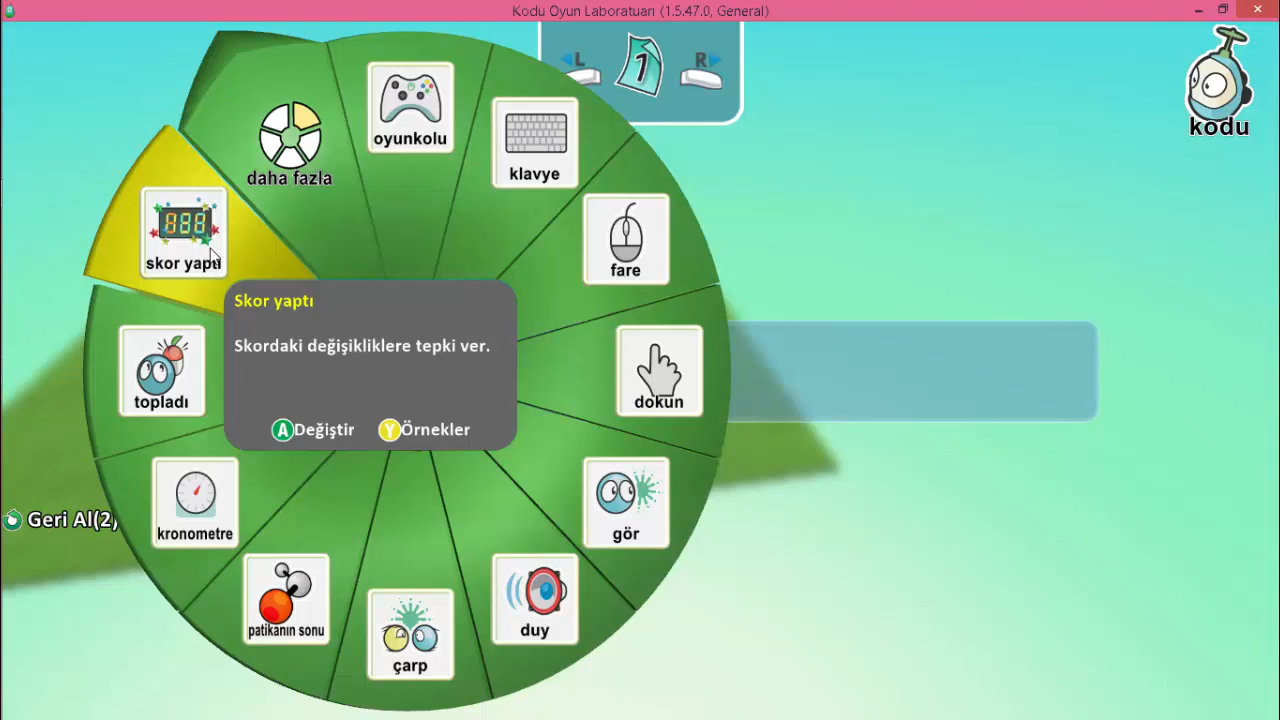 Kodu Oyun Laboratuarı (1.5.47.0, General)
L
1
R
kodu
oyunkolu
klavye
daha fazla
fare
skor yaptı
Skor yaptı
Skordaki değişikliklere tepki ver.
A Değiştir
Y Örnekler
topladı
dokun
kronometre
gör
Geri Al(2)
patikanın sonu
duy
çarp